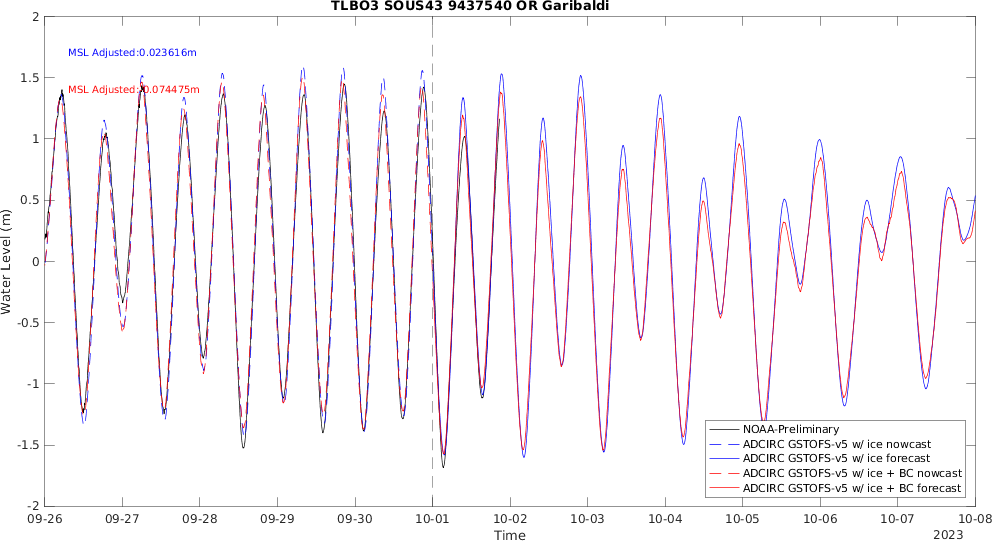 TLBO3 SOUS43 9437540 OR Garibaldi
MSL Adjusted:0.023616m
MSL Adjusted:-0.074475m
Water Level (m)
2
1.5
1
0.5
0
-0.5
-1
-1.5
-2
NOAA-Preliminary
ADCIRC GSTOFS-v5 w/ ice nowcast
ADCIRC GSTOFS-v5 w/ ice forecast
ADCIRC GSTOFS-v5 w/ ice + BC nowcast
ADCIRC GSTOFS-v5 w/ ice + BC forecast
09-26 09-27 09-28 09-29 09-30 10-01 10-02 10-03 10-04 10-05 10-06 10-07 10-08
Time
2023